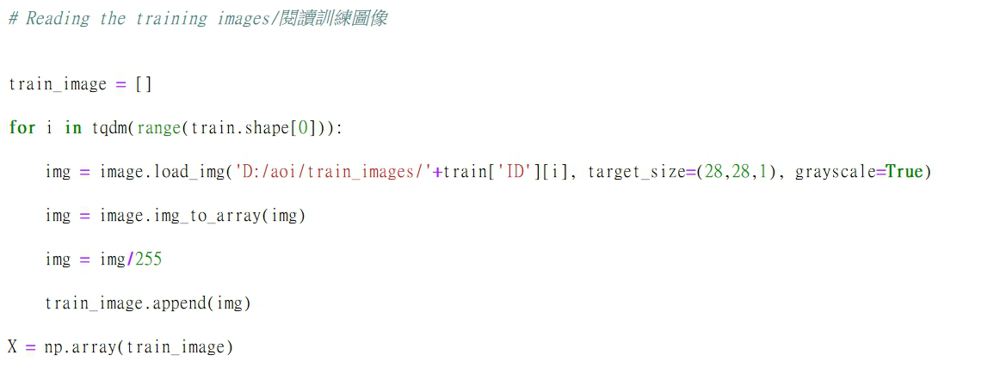 # Reading the training images/閱讀訓練圖像
train_image = []
for i in tqdm(range(train.shape[0])):
    img = image.load_img('D:/aoi/train_images/'+train['ID'][i], target_size=(28,28,1), grayscale=True)
    img = image.img_to_array(img)
    img = img/255
    train_image.append(img)
X = np.array(train_image)